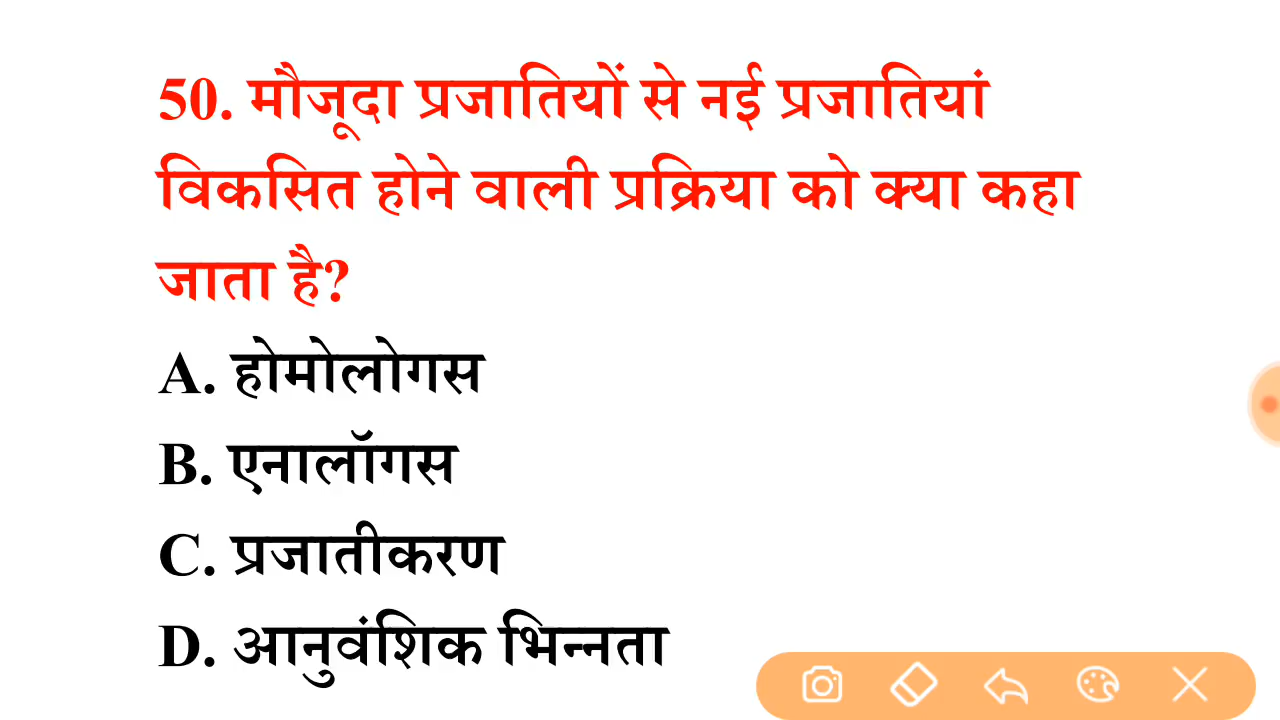 50. मौजूदा प्रजातियों से नई प्रजातियां
विकसित होने वाली प्रक्रिया को क्या कहा
जाता है?
A. होमोलोगस
B. एनालॉगस
C. प्रजातीकरण
D. आनुवंशिक भिन्नता